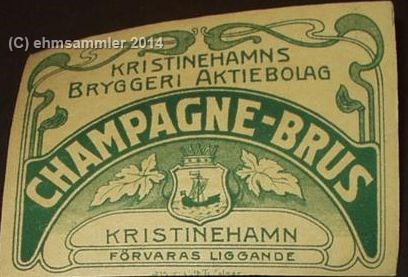 (C) ehmsammler 2014
KRISTINEHAMNS
BRYGGERI AKTIEBOLAG
CHAMPAGNE-BRUS
KRISTINEHAMN
FÖRVARAS LIGGANDE